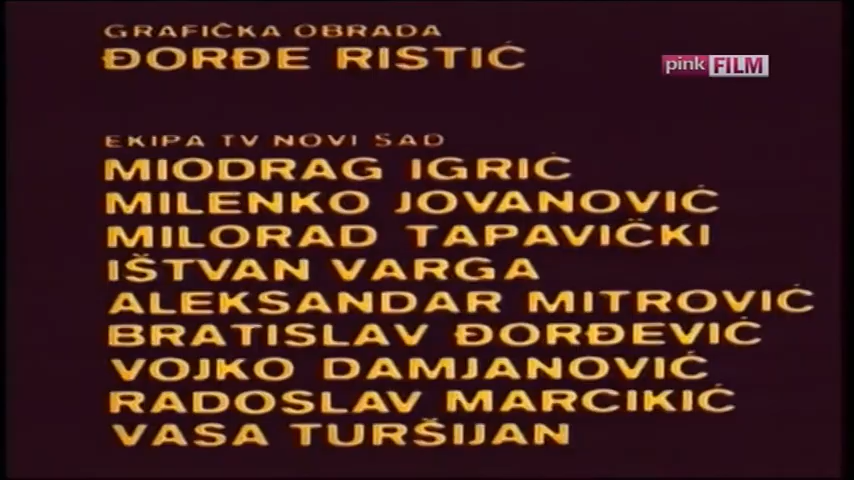 GRAFIČKA OBRADA
ĐORĐE RISTIĆ
pink FILM
EKIPA TV NOVI SAD
MIODRAG IGRIĆ
MILENKO JOVANOVIĆ
MILORAD TAPAVIČKI
IŠTVAN VARGA
ALEKSANDAR MITROVIĆ
BRATISLAV ĐORĐEVIĆ
VOJKO DAMJANOVIĆ
RADOSLAV MARCIKIĆ
VASA TURŠIJAN